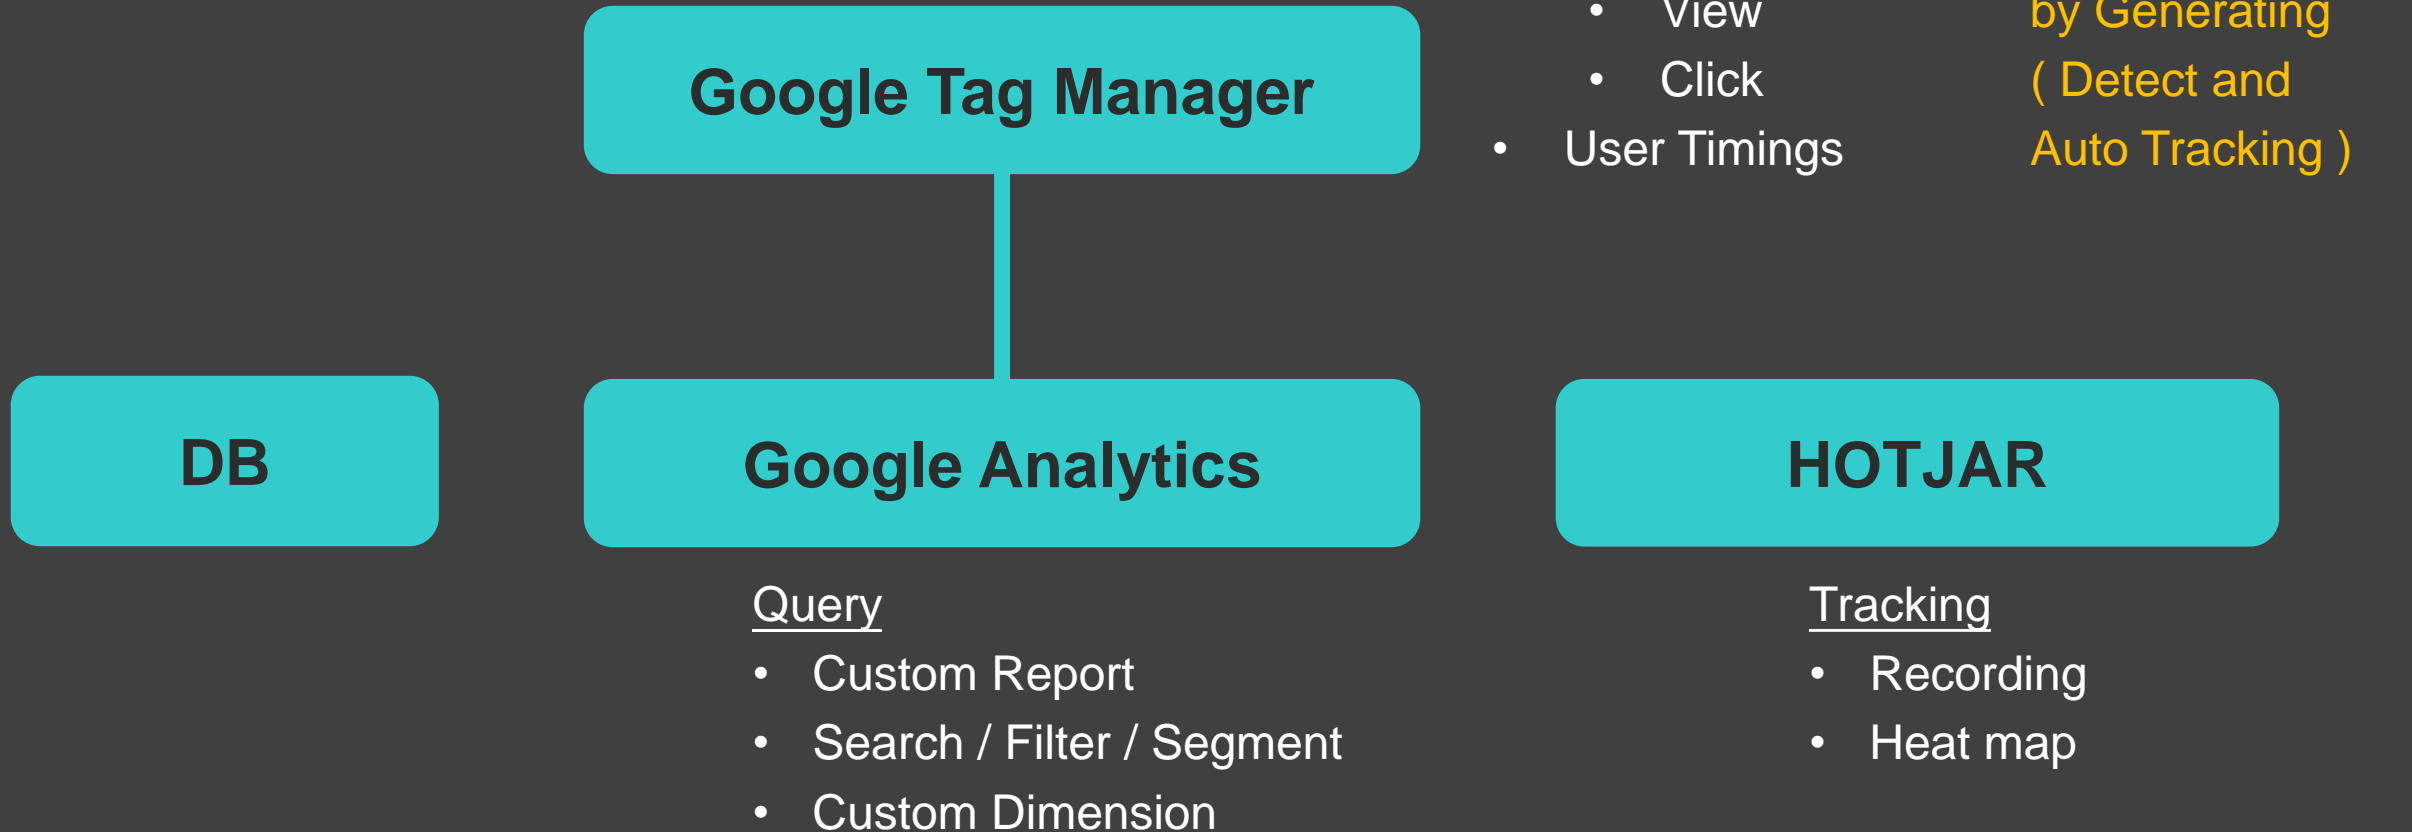 • View
by Generating
Google Tag Manager
• Click
( Detect and
• User Timings
Auto Tracking )
DB
Google Analytics
HOTJAR
Query
• Custom Report
• Search / Filter / Segment
• Custom Dimension
Tracking
• Recording
• Heat map